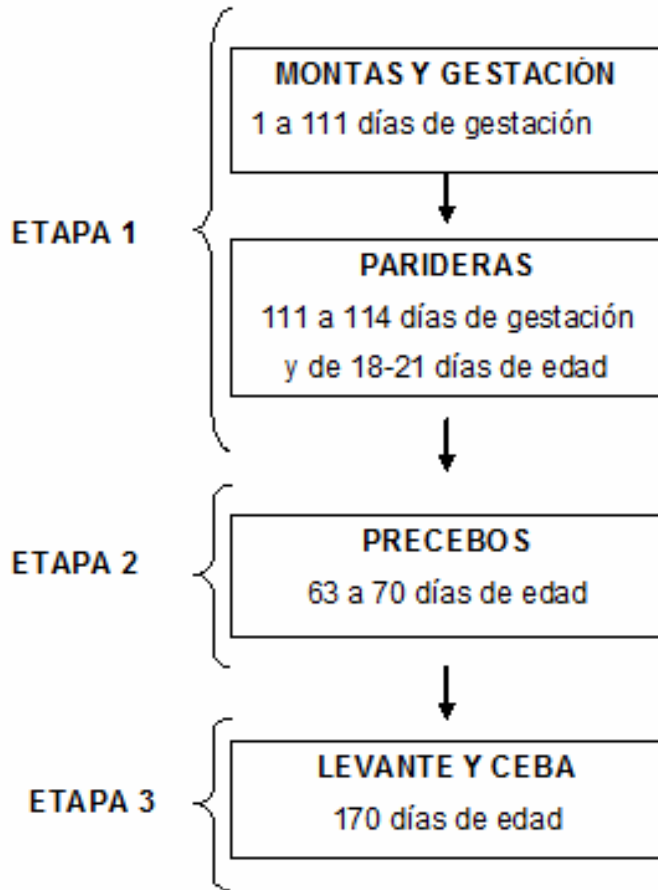 MONTAS Y GESTACIÓN
1 a 111 días de gestación
ETAPA 1
PARIDERAS
111 a 114 días de gestación
y de 18-21 días de edad
ETAPA 2
PRECEBOS
63 a 70 días de edad
ETAPA 3
LEVANTE Y CEBA
170 días de edad